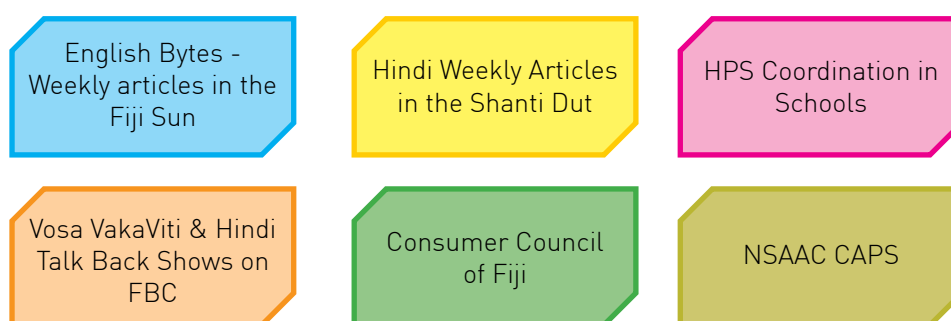 English Bytes -
Weekly articles in the
Fiji Sun
Hindi Weekly Articles
in the Shanti Dut
HPS Coordination in
Schools
Vosa VakaViti & Hindi
Talk Back Shows on
FBC
Consumer Council
of Fiji
NSAAC CAPS